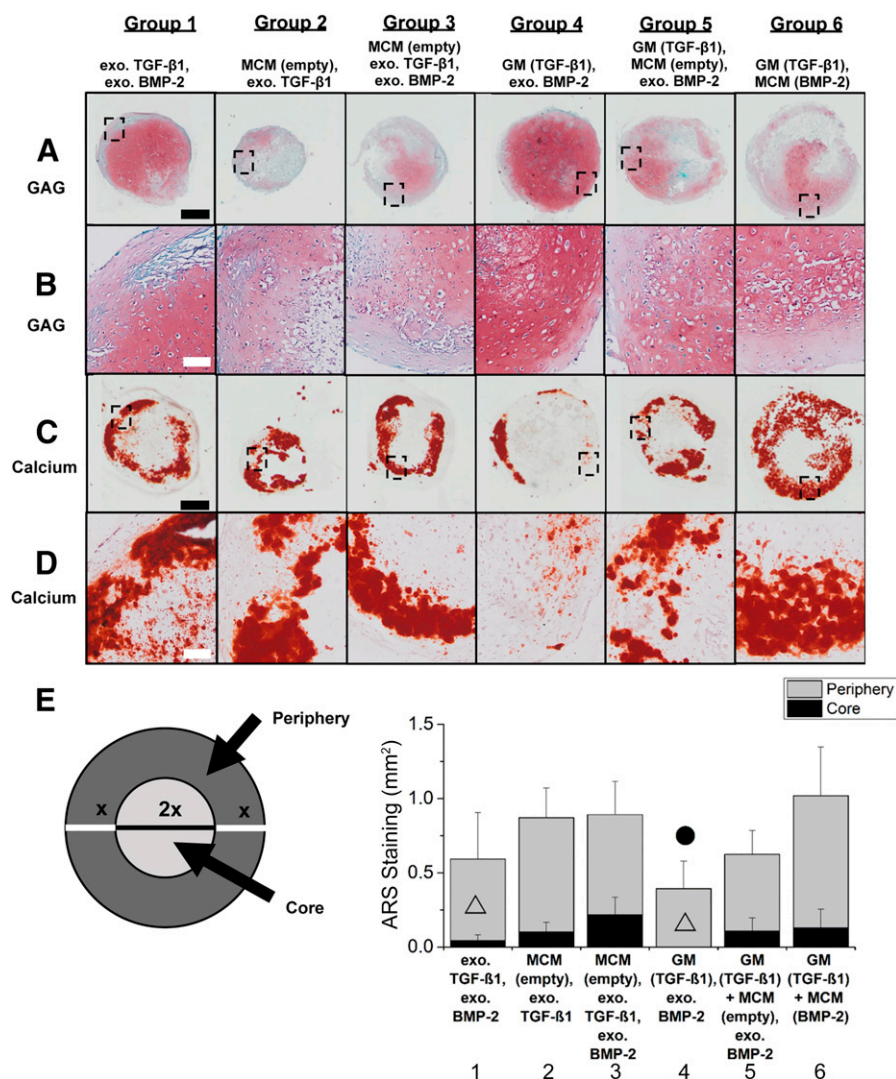 Group 1 Group 2 Group 3 Group 4 Group 5 Group 6
exo. TGF-β1,
exo. BMP-2
MCM (empty),
exo. TGF-β1
MCM (empty)
exo. TGF-β1,
exo. BMP-2
GM (TGF-β1),
exo. BMP-2
GM (TGF-β1),
MCM (empty),
exo. BMP-2
GM (TGF-β1),
MCM (BMP-2)
A
GAG
B
GAG
C
Calcium
D
Calcium
E
Periphery
x 2x x
Core
Periphery
Core
ARS Staining (mm²)
1.5
1.0
0.5
0.0
exo.
TGF-ß1,
exo.
BMP-2
MCM
(empty),
exo.
TGF-ß1
MCM
(empty),
exo.
TGF-ß1,
exo.
BMP-2
GM
(TGF-ß1),
exo.
BMP-2
GM
(TGF-ß1)
+ MCM
(empty),
exo.
BMP-2
GM
(TGF-ß1)
+ MCM
(BMP-2)
1 2 3 4 5 6